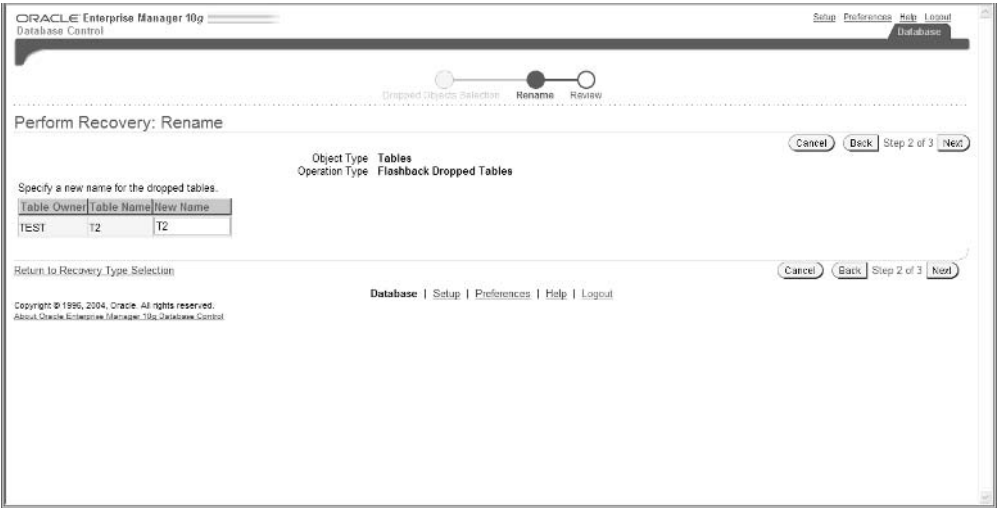 ORACLE Enterprise Manager 10g
Database Control
Setup Preferences Help Logout
Database
Dropped Objects Selection Rename Review
Perform Recovery: Rename
Cancel Back Step 2 of 3 Next
Object Type Tables
Operation Type Flashback Dropped Tables
Specify a new name for the dropped tables.
Table Owner Table Name New Name
TEST T2 T2
Return to Recovery Type Selection
Cancel Back Step 2 of 3 Next
Database | Setup | Preferences | Help | Logout
Copyright © 1996, 2004, Oracle. All rights reserved.
About Oracle Enterprise Manager 10g Database Control